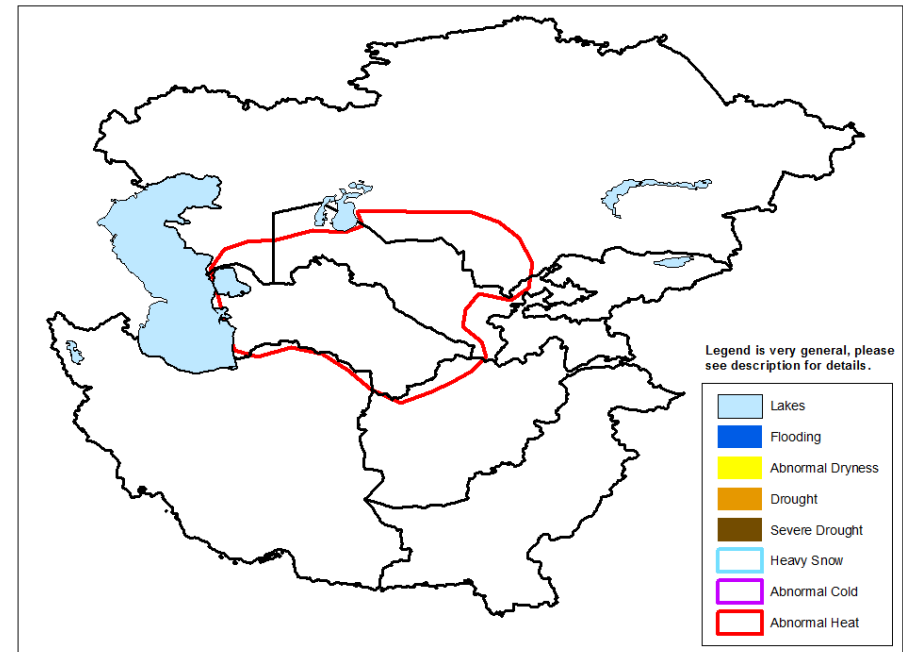 Legend is very general, please
see description for details.
Lakes
Flooding
Abnormal Dryness
Drought
Severe Drought
Heavy Snow
Abnormal Cold
Abnormal Heat